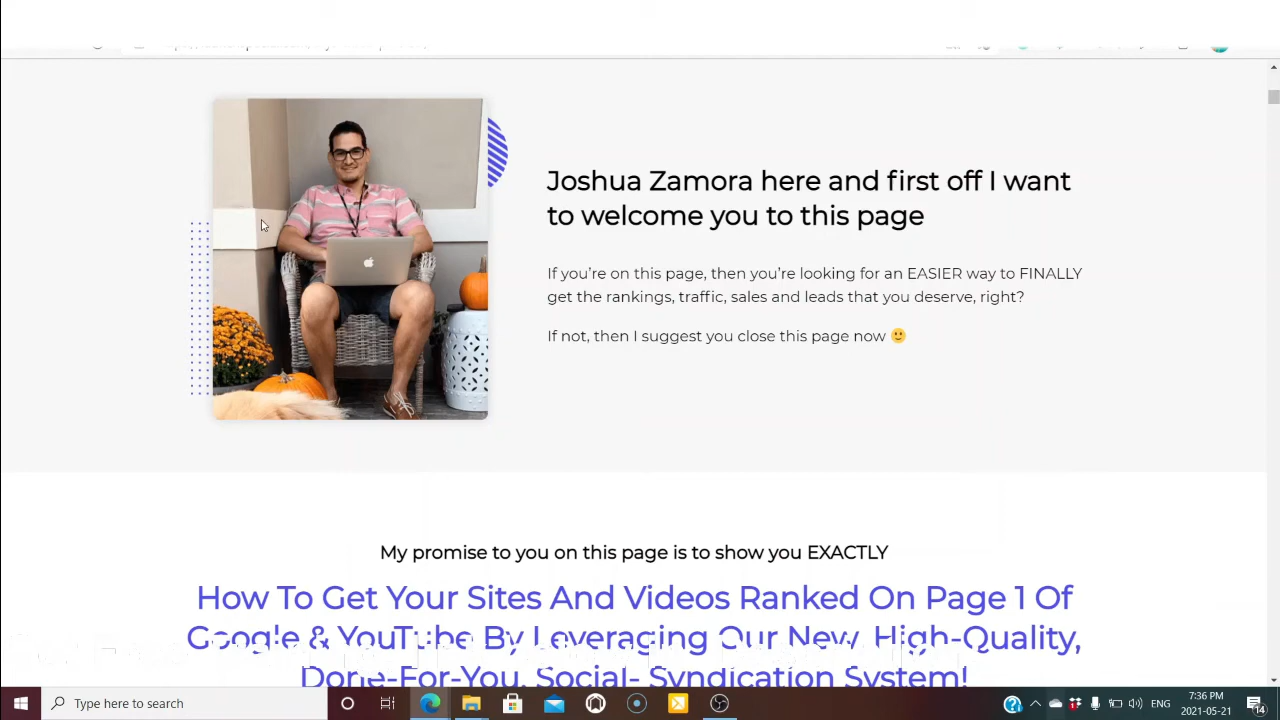 Joshua Zamora here and first off I want
to welcome you to this page
If you're on this page, then you're looking for an EASIER way to FINALLY
get the rankings, traffic, sales and leads that you deserve, right?
If not, then I suggest you close this page now 🙂
My promise to you on this page is to show you EXACTLY
How To Get Your Sites And Videos Ranked On Page 1 Of
Google & YouTube By Leveraging Our New, High-Quality,
Done-For-You, Social- Syndication System!
Type here to search
ENG
7:36 PM
2021-05-21
14